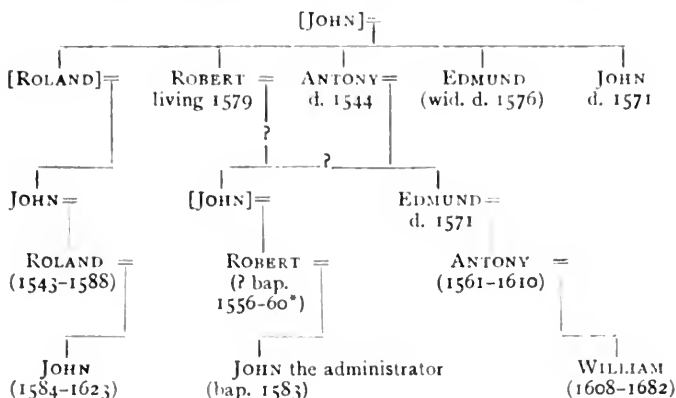 [JOHN]=
[ROLAND]= ROBERT = ANTONY= EDMUND JOHN
living 1579 d. 1544 (wid. d. 1576) d. 1571
?
?
JOHN= [JOHN]= EDMUND=
d. 1571
ROLAND = ROBERT = ANTONY =
(1543–1588) (? bap. (1561–1610)
1556–60*)
JOHN JOHN the administrator WILLIAM
(1584–1623) (bap. 1583) (1608–1682)